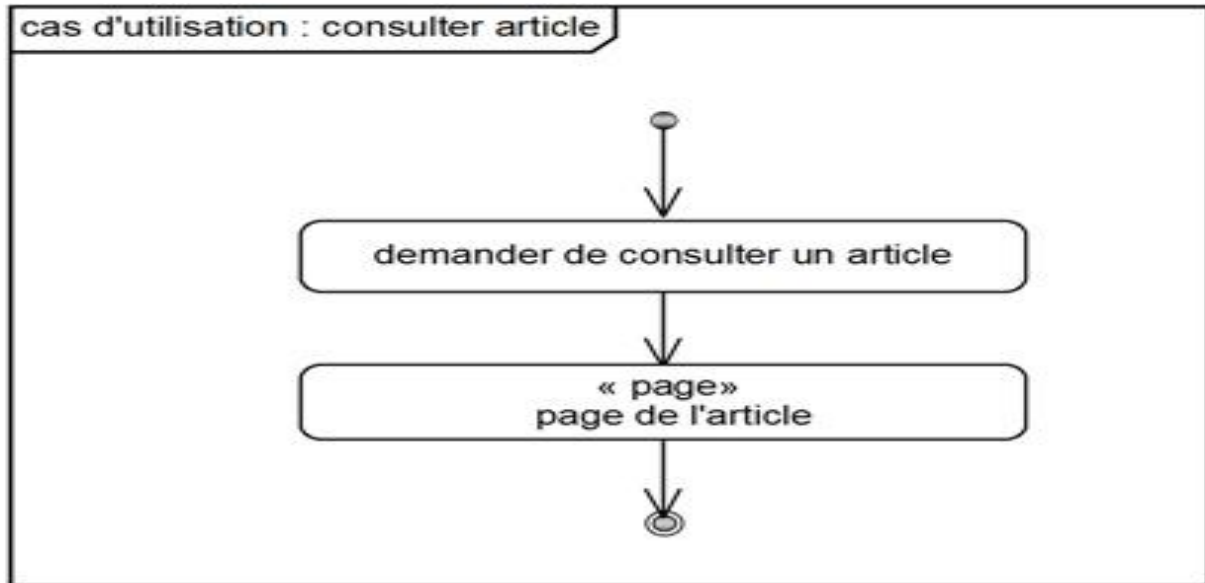 cas d'utilisation : consulter article
demander de consulter un article
« page»
page de l'article